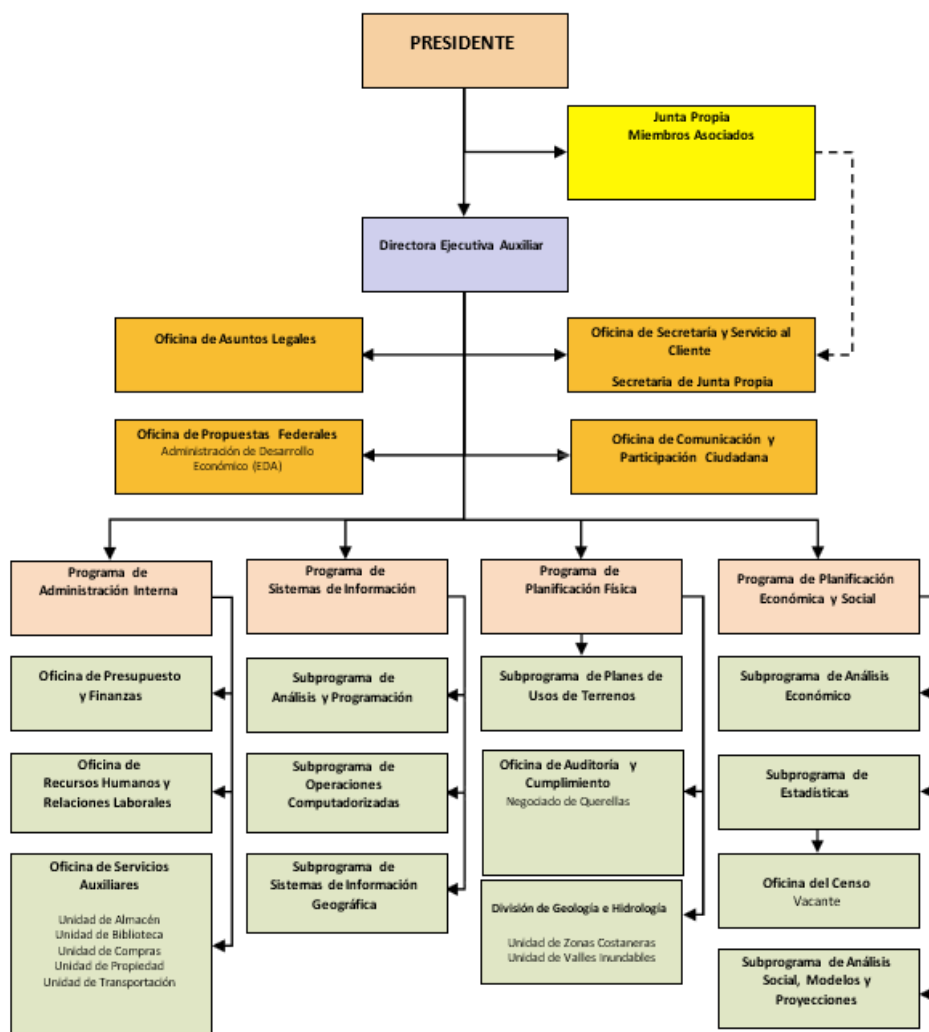 PRESIDENTE
Junta Propia
Miembros Asociados
Directora Ejecutiva Auxiliar
Oficina de Asuntos Legales
Oficina de Secretaría y Servicio al
Cliente
Secretaria de Junta Propia
Oficina de Propuestas Federales
Administración de Desarrollo
Económico (EDA)
Oficina de Comunicación y
Participación Ciudadana
Programa de
Administración Interna
Programa de
Sistemas de Información
Programa de
Planificación Física
Programa de Planificación
Económica y Social
Oficina de Presupuesto
y Finanzas
Subprograma de
Análisis y Programación
Subprograma de Planes de
Usos de Terrenos
Subprograma de Análisis
Económico
Oficina de
Recursos Humanos y
Relaciones Laborales
Subprograma de
Operaciones
Computadorizadas
Oficina de Auditoría y
Cumplimiento
Negociado de Querellas
Subprograma de
Estadísticas
Oficina de Servicios
Auxiliares
Unidad de Almacén
Unidad de Biblioteca
Unidad de Compras
Unidad de Propiedad
Unidad de Transportación
Subprograma de
Sistemas de Información
Geográfica
División de Geología e Hidrología
Unidad de Zonas Costaneras
Unidad de Valles Inundables
Oficina del Censo
Vacante
Subprograma de Análisis
Social, Modelos y
Proyecciones